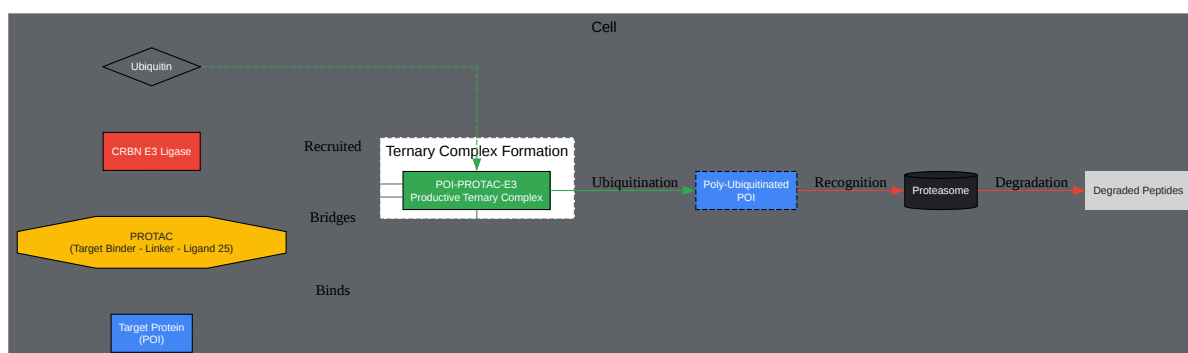 Cell
Ubiquitin
CRBN E3 Ligase
Recruited
Ternary Complex Formation
POI-PROTAC-E3
Productive Ternary Complex
Ubiquitination
Poly-Ubiquitinated
POI
Recognition
Proteasome
Degradation
Degraded Peptides
Bridges
PROTAC
(Target Binder - Linker - Ligand 25)
Binds
Target Protein
(POI)